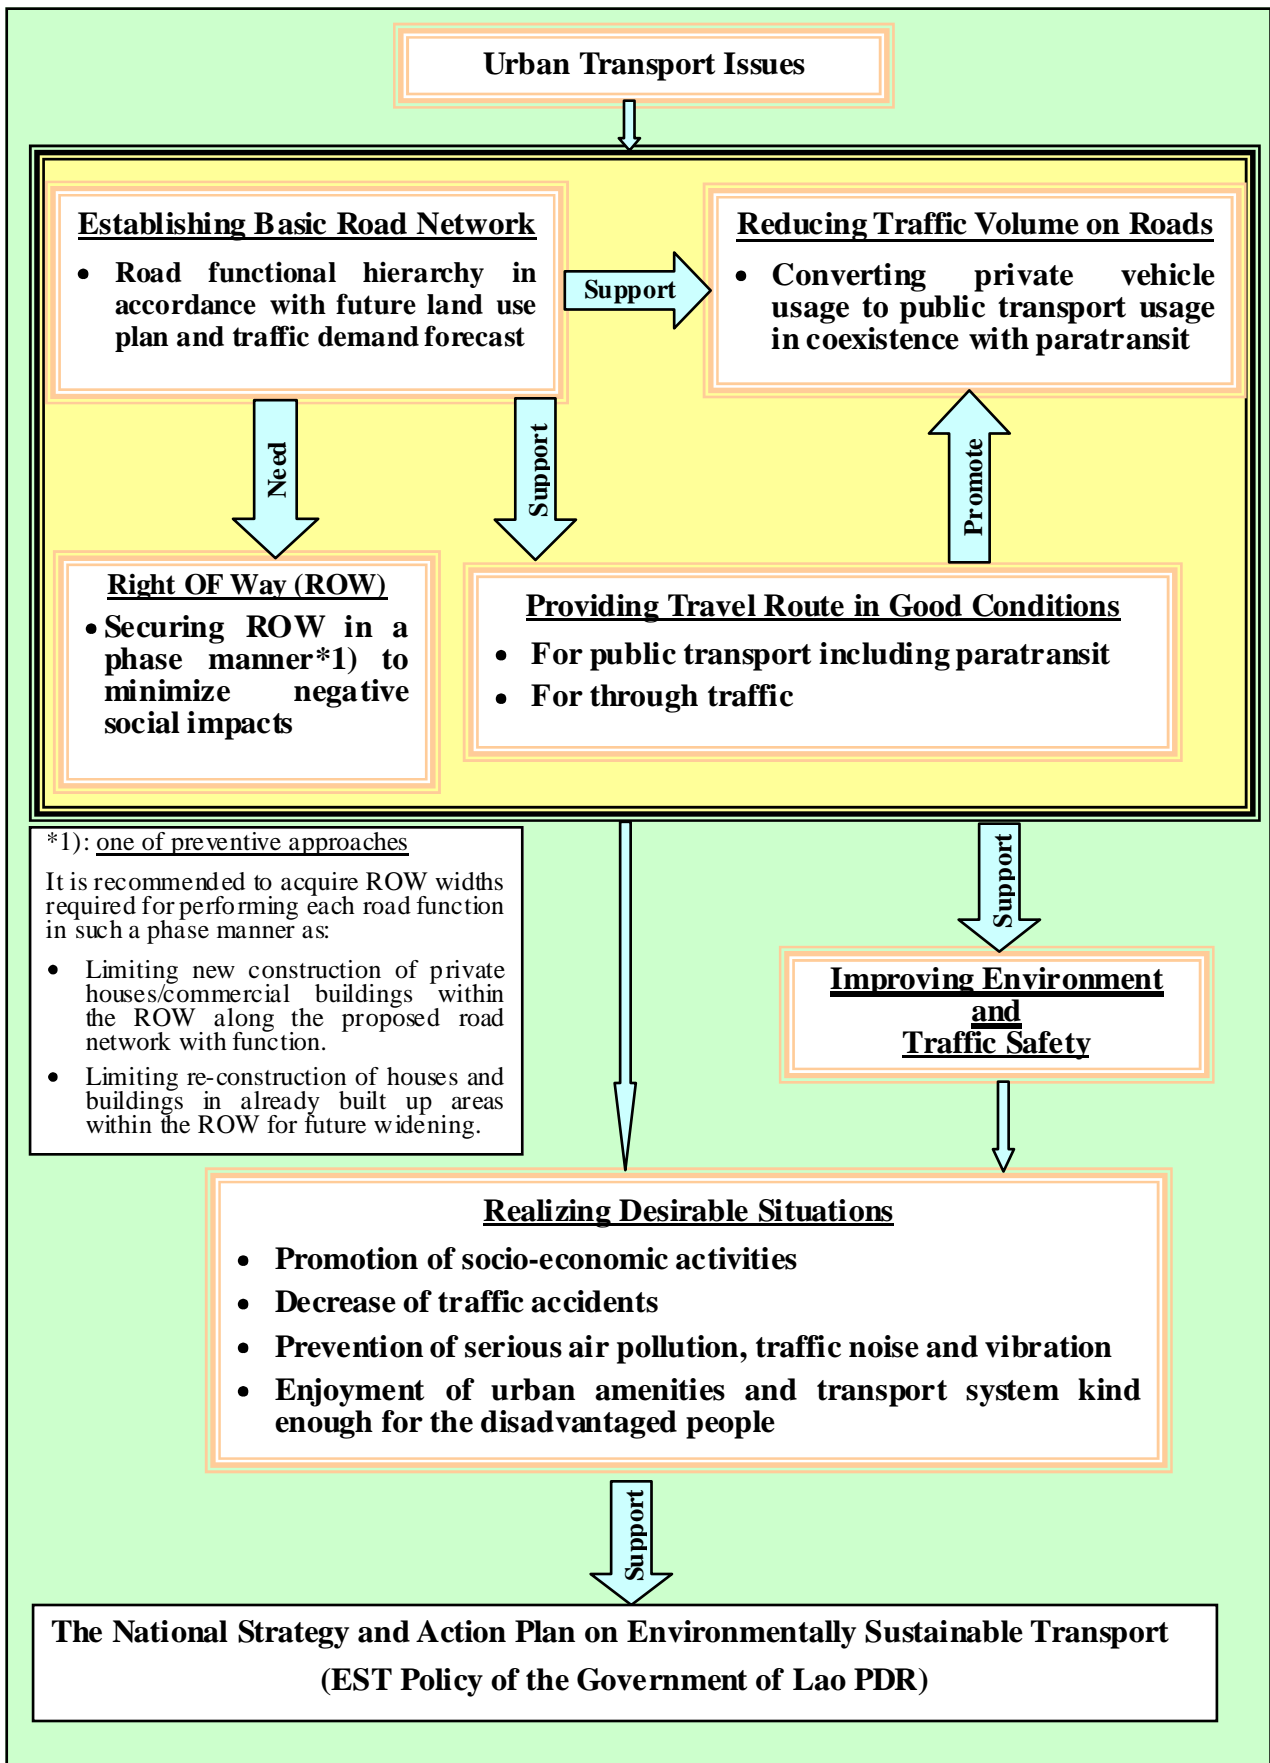 Urban Transport Issues
Establishing Basic Road Network
• Road functional hierarchy in
accordance with future land use
plan and traffic demand forecast
Support
Reducing Traffic Volume on Roads
• Converting private vehicle
usage to public transport usage
in coexistence with paratransit
Need
Support
Promote
Right OF Way (ROW)
• Securing ROW in a
phase manner*1) to
minimize negative
social impacts
Providing Travel Route in Good Conditions
• For public transport including paratransit
• For through traffic
*1): one of preventive approaches
It is recommended to acquire ROW widths
required for performing each road function
in such a phase manner as:
• Limiting new construction of private
houses/commercial buildings within
the ROW along the proposed road
network with function.
• Limiting re-construction of houses and
buildings in already built up areas
within the ROW for future widening.
Support
Improving Environment
and
Traffic Safety
Realizing Desirable Situations
• Promotion of socio-economic activities
• Decrease of traffic accidents
• Prevention of serious air pollution, traffic noise and vibration
• Enjoyment of urban amenities and transport system kind
enough for the disadvantaged people
Support
The National Strategy and Action Plan on Environmentally Sustainable Transport
(EST Policy of the Government of Lao PDR)